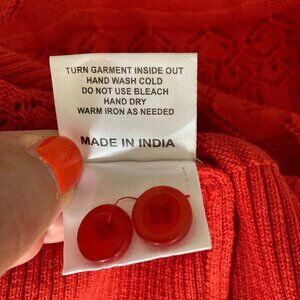 TURN GARMENT INSIDE OUT
HAND WASH COLD
DO NOT USE BLEACH
HAND DRY
WARM IRON AS NEEDED
MADE IN INDIA